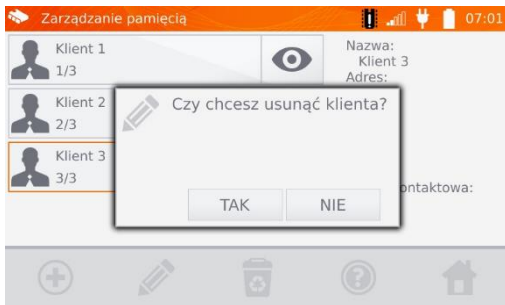 Zarządzanie pamięcią
07:01
Klient 1
1/3
Klient 2
2/3
Klient 3
3/3
Nazwa:
Klient 3
Adres:
ontaktowa:
Czy chcesz usunąć klienta?
TAK
NIE